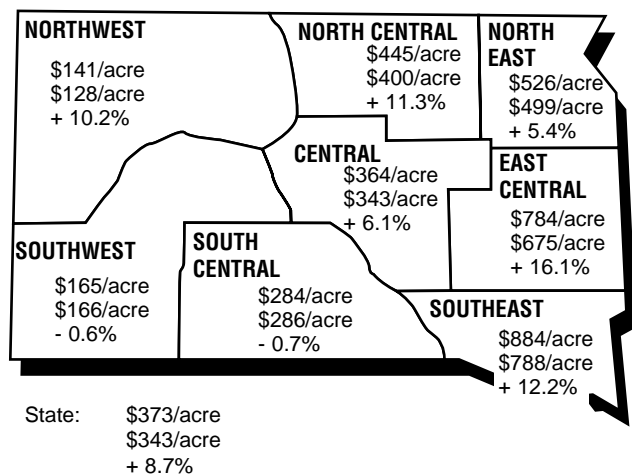 NORTHWEST
$141/acre
$128/acre
+ 10.2%
NORTH CENTRAL
$445/acre
$400/acre
+ 11.3%
NORTH
EAST
$526/acre
$499/acre
+ 5.4%
CENTRAL
$364/acre
$343/acre
+ 6.1%
EAST
CENTRAL
$784/acre
$675/acre
+ 16.1%
SOUTHWEST
$165/acre
$166/acre
- 0.6%
SOUTH
CENTRAL
$284/acre
$286/acre
- 0.7%
SOUTHEAST
$884/acre
$788/acre
+ 12.2%
State: $373/acre
$343/acre
+ 8.7%